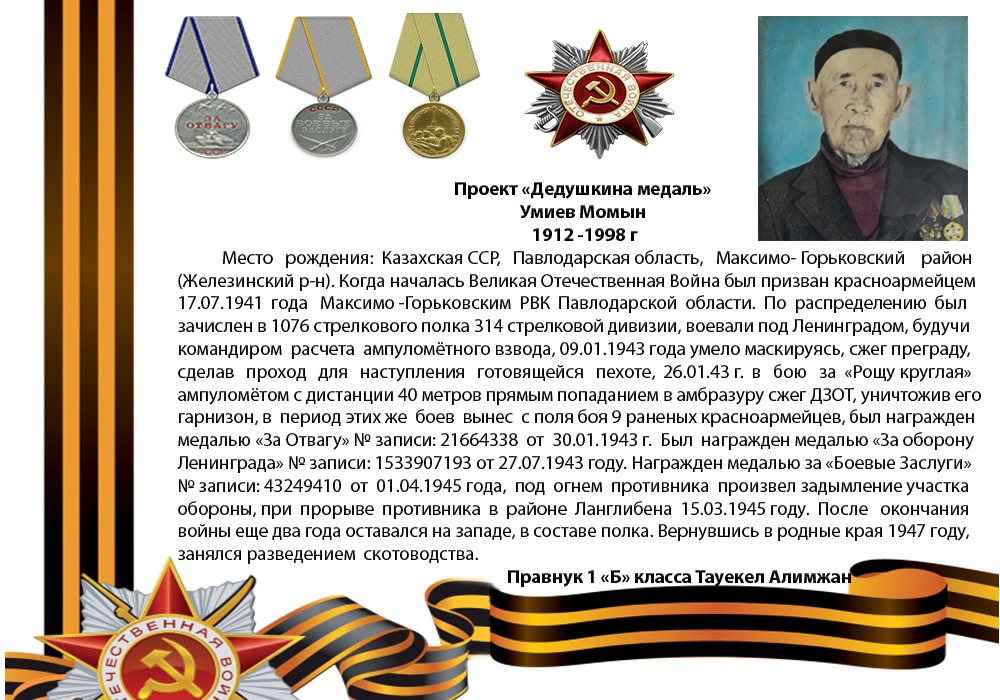 ЗА
ОТВАГУ
СССР
СССР
ЗА
БОЕВЫЕ
ЗАСЛУГИ
ОТЕЧЕСТВЕННАЯ ВОЙНА
Проект «Дедушкина медаль»
Умиев Момын
1912 -1998 г
Место рождения: Казахская ССР, Павлодарская область, Максимо- Горьковский район
(Железинский р-н). Когда началась Великая Отечественная Война был призван красноармейцем
17.07.1941 года Максимо -Горьковским РВК Павлодарской области. По распределению был
зачислен в 1076 стрелкового полка 314 стрелковой дивизии, воевали под Ленинградом, будучи
командиром расчета ампуломётного взвода, 09.01.1943 года умело маскируясь, сжег преграду,
сделав проход для наступления готовящейся пехоте, 26.01.43 г. в бою за «Рощу круглая»
ампуломётом с дистанции 40 метров прямым попаданием в амбразуру сжег ДЗОТ, уничтожив его
гарнизон, в период этих же боев вынес с поля боя 9 раненых красноармейцев, был награжден
медалью «За Отвагу» № записи: 21664338 от 30.01.1943 г. Был награжден медалью «За оборону
Ленинграда» № записи: 1533907193 от 27.07.1943 году. Награжден медалью за «Боевые Заслуги»
№ записи: 43249410 от 01.04.1945 года, под огнем противника произвел задымление участка
обороны, при прорыве противника в районе Ланглибена 15.03.1945 году. После окончания
войны еще два года оставался на западе, в составе полка. Вернувшись в родные края 1947 году,
занялся разведением скотоводства.
Правнук 1 «Б» класса Тауекел Алимжан
ОТЕЧЕСТВЕННАЯ ВОЙ